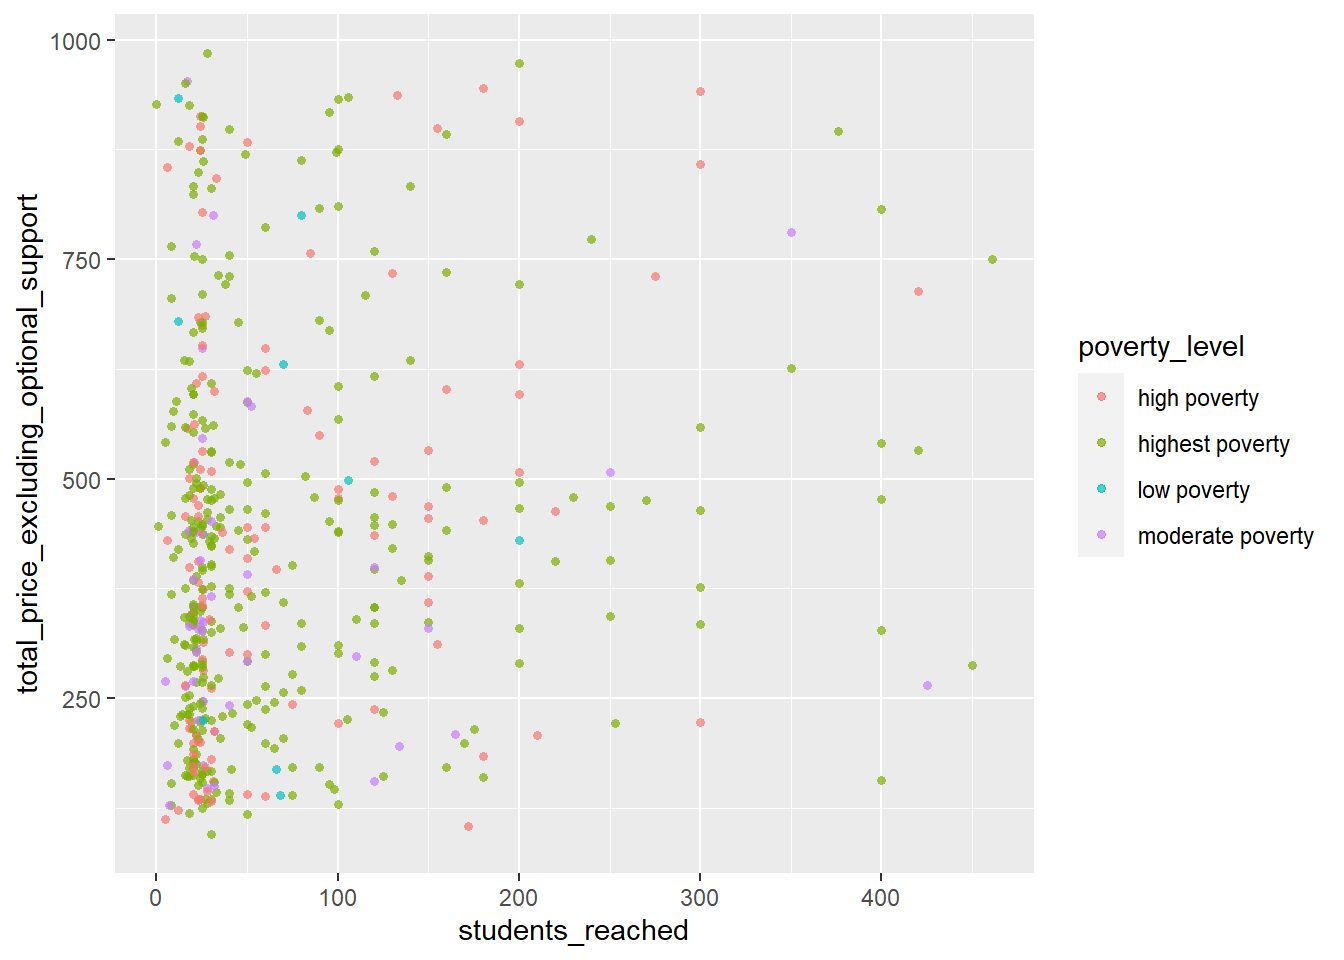 1000
750
500
250
total_price_excluding_optional_support
0
100
200
300
400
students_reached
poverty_level
high poverty
highest poverty
low poverty
moderate poverty